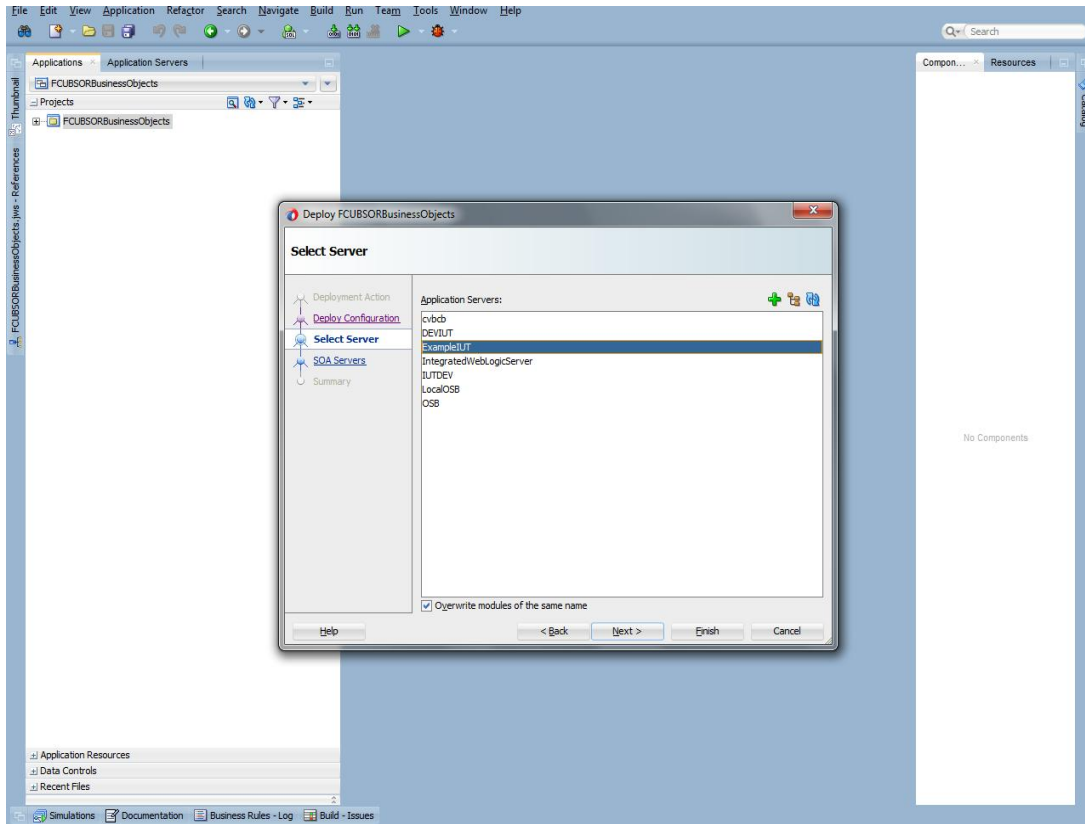 File Edit View Application Refactor Search Navigate Build Run Team Tools Window Help
Search
Applications Application Servers
FCUBSORBusinessObjects
Projects
FCUBSORBusinessObjects
Thumbnail
FCUBSORBusinessObjects.jws - References
Compon... Resources
Catalog
No Components
Deploy FCUBSORBusinessObjects
Select Server
Deployment Action
Deploy Configuration
Select Server
SOA Servers
Summary
Application Servers:
cvbcb
DEVIUT
ExampleIUT
IntegratedWebLogicServer
IUTDEV
LocalOSB
OSB
Overwrite modules of the same name
Help < Back Next > Finish Cancel
Application Resources
Data Controls
Recent Files
Simulations Documentation Business Rules - Log Build - Issues